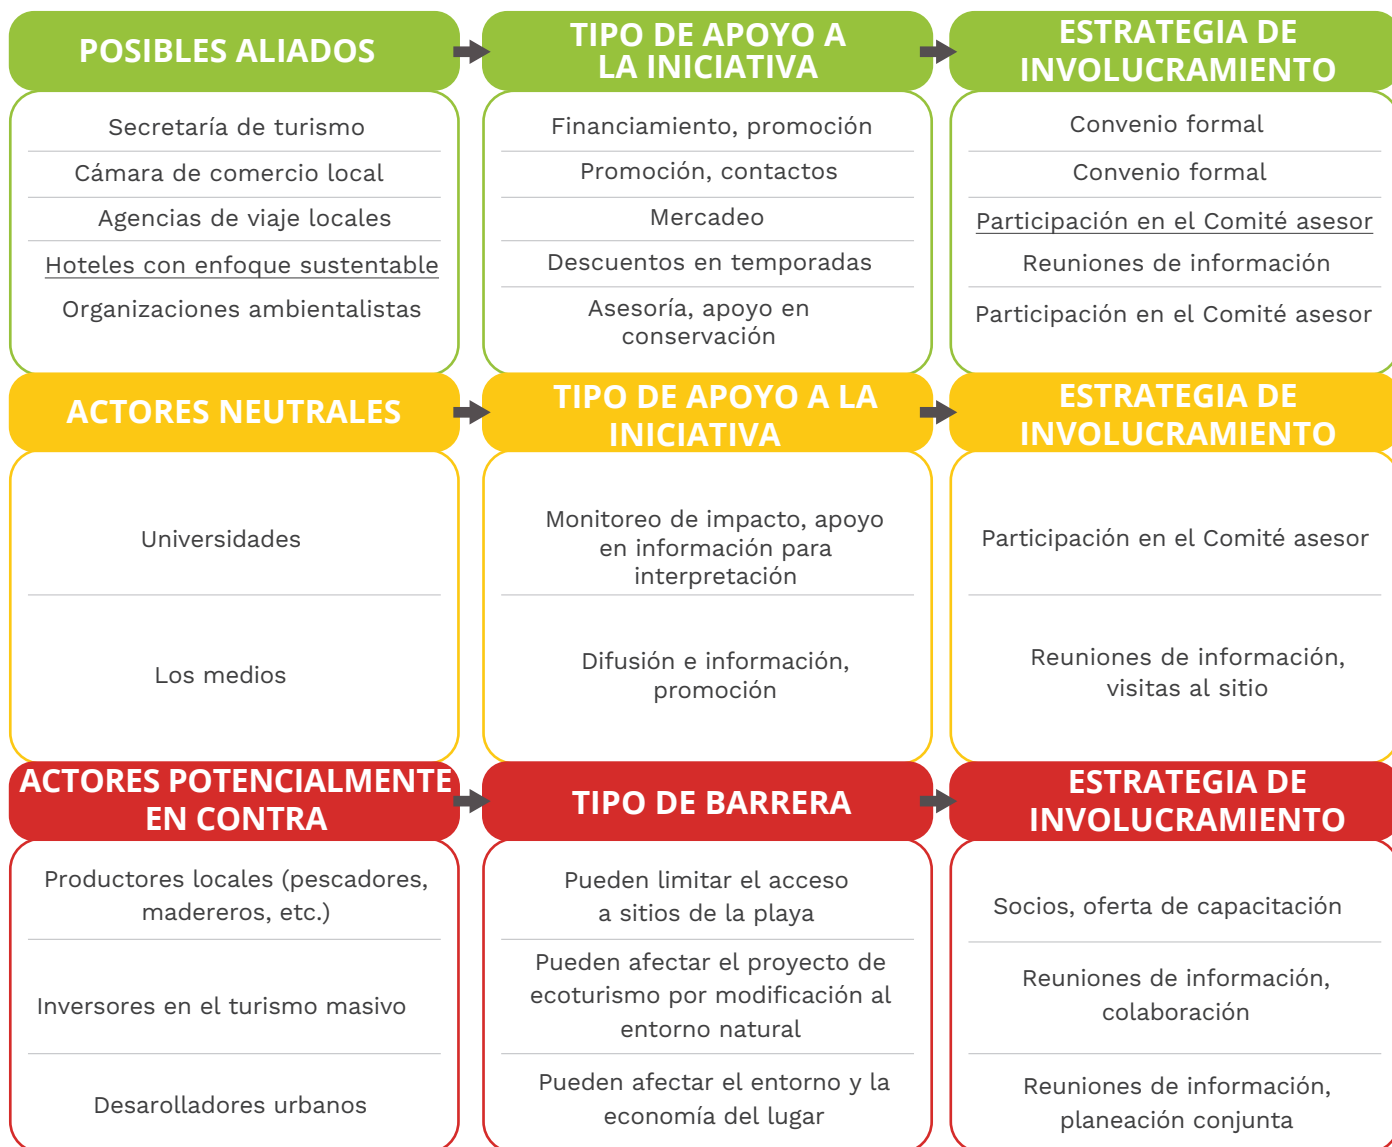 POSIBLES ALIADOS
TIPO DE APOYO A
LA INICIATIVA
ESTRATEGIA DE
INVOLUCRAMIENTO
Secretaría de turismo
Financiamiento, promoción
Convenio formal
Cámara de comercio local
Promoción, contactos
Convenio formal
Agencias de viaje locales
Mercadeo
Participación en el Comité asesor
Hoteles con enfoque sustentable
Descuentos en temporadas
Reuniones de información
Organizaciones ambientalistas
Asesoría, apoyo en
conservación
Participación en el Comité asesor
ACTORES NEUTRALES
TIPO DE APOYO A LA
INICIATIVA
ESTRATEGIA DE
INVOLUCRAMIENTO
Universidades
Monitoreo de impacto, apoyo
en información para
interpretación
Participación en el Comité asesor
Los medios
Difusión e información,
promoción
Reuniones de información,
visitas al sitio
ACTORES POTENCIALMENTE
EN CONTRA
TIPO DE BARRERA
ESTRATEGIA DE
INVOLUCRAMIENTO
Productores locales (pescadores,
madereros, etc.)
Pueden limitar el acceso
a sitios de la playa
Socios, oferta de capacitación
Inversores en el turismo masivo
Pueden afectar el proyecto de
ecoturismo por modificación al
entorno natural
Reuniones de información,
colaboración
Desarolladores urbanos
Pueden afectar el entorno y la
economía del lugar
Reuniones de información,
planeación conjunta